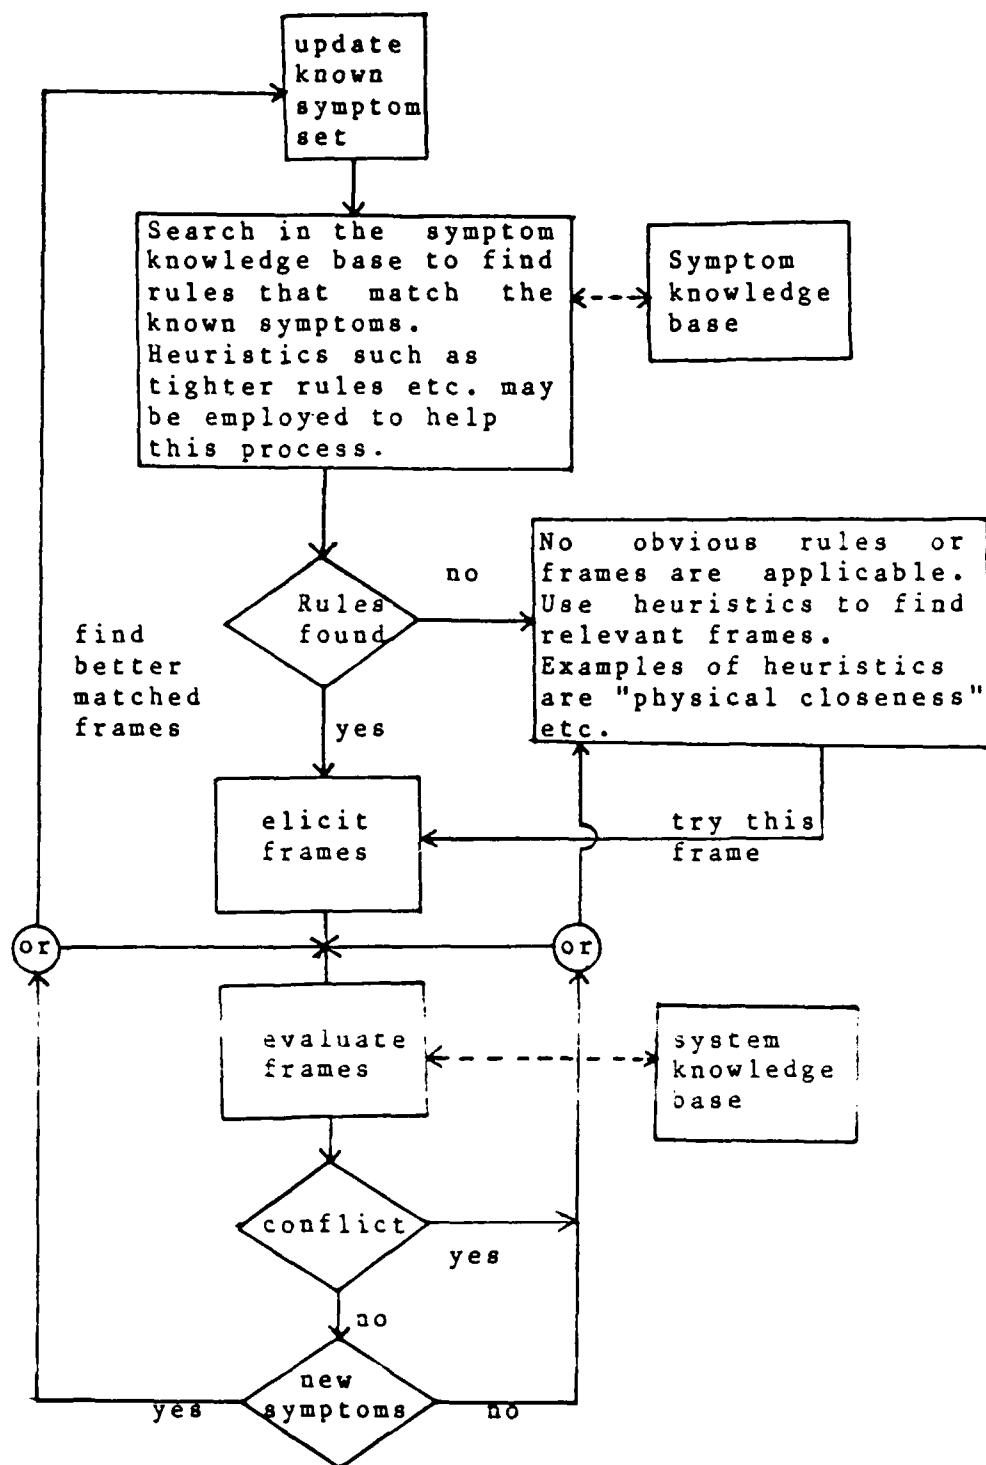 update
known
symptom
set
Search in the symptom
knowledge base to find
rules that match the
known symptoms.
Heuristics such as
tighter rules etc. may
be employed to help
this process.
Symptom
knowledge
base
Rules
found
no
No obvious rules or
frames are applicable.
Use heuristics to find
relevant frames.
Examples of heuristics
are "physical closeness"
etc.
find
better
matched
frames
yes
elicit
frames
try this
frame
or
or
evaluate
frames
system
knowledge
base
conflict
yes
no
new
symptoms
yes
no